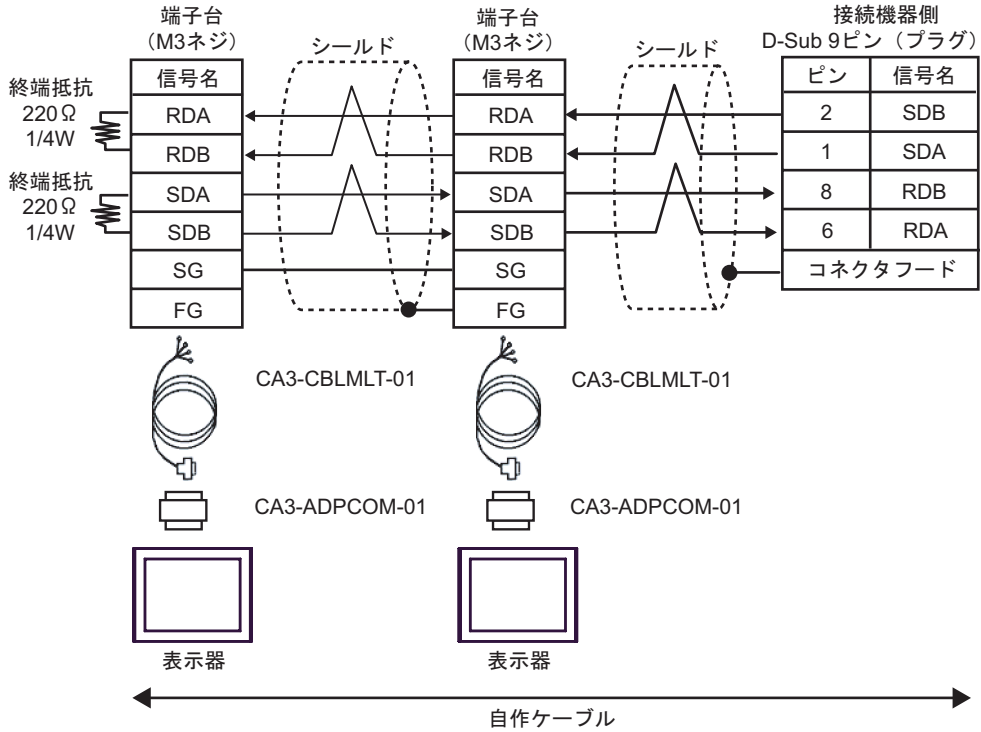 端子台
（M3ネジ）
シールド
端子台
（M3ネジ）
シールド
接続機器側
D-Sub 9ピン（プラグ）
終端抵抗
220Ω
1/4W
終端抵抗
220Ω
1/4W
信号名
RDA
RDB
SDA
SDB
SG
FG
信号名
RDA
RDB
SDA
SDB
SG
FG
ピン 信号名
2 SDB
1 SDA
8 RDB
6 RDA
コネクタフード
CA3-CBLMLT-01
CA3-CBLMLT-01
CA3-ADPCOM-01
CA3-ADPCOM-01
表示器
表示器
自作ケーブル